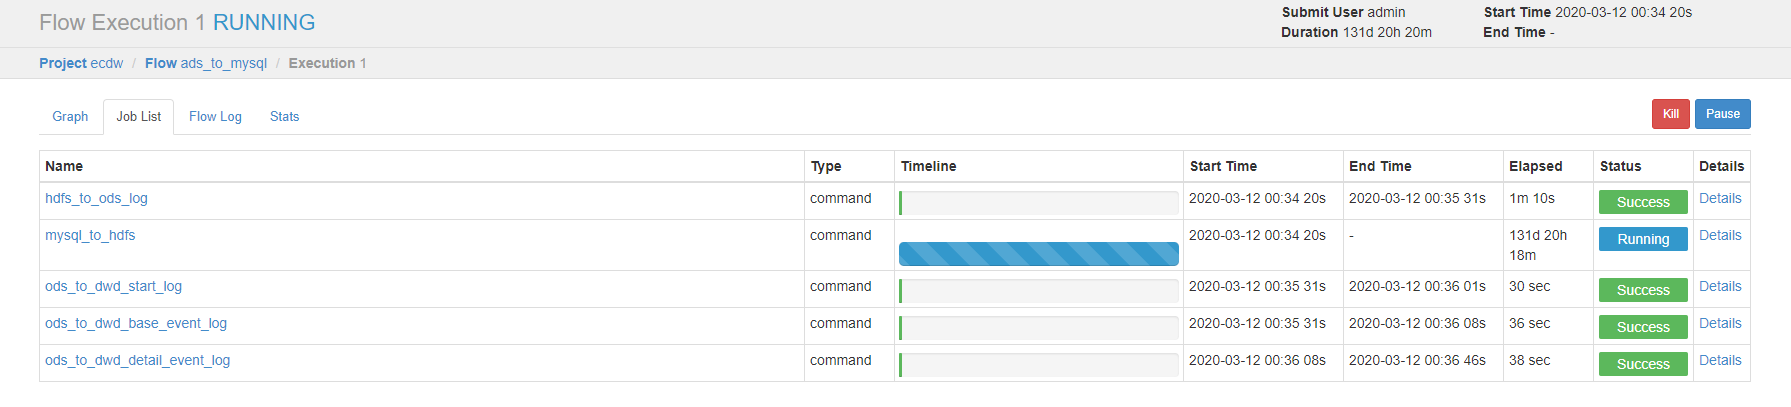 Flow Execution 1 RUNNING
Submit User admin
Start Time 2020-03-12 00:34 20s
Duration 131d 20h 20m
End Time -
Project ecdw / Flow ads_to_mysql / Execution 1
Graph Job List Flow Log Stats Kill Pause
Name Type Timeline Start Time End Time Elapsed Status Details
hdfs_to_ods_log command 2020-03-12 00:34 20s 2020-03-12 00:35 31s 1m 10s Success Details
mysql_to_hdfs command 2020-03-12 00:34 20s - 131d 20h Running Details
18m
ods_to_dwd_start_log command 2020-03-12 00:35 31s 2020-03-12 00:36 01s 30 sec Success Details
ods_to_dwd_base_event_log command 2020-03-12 00:35 31s 2020-03-12 00:36 08s 36 sec Success Details
ods_to_dwd_detail_event_log command 2020-03-12 00:36 08s 2020-03-12 00:36 46s 38 sec Success Details